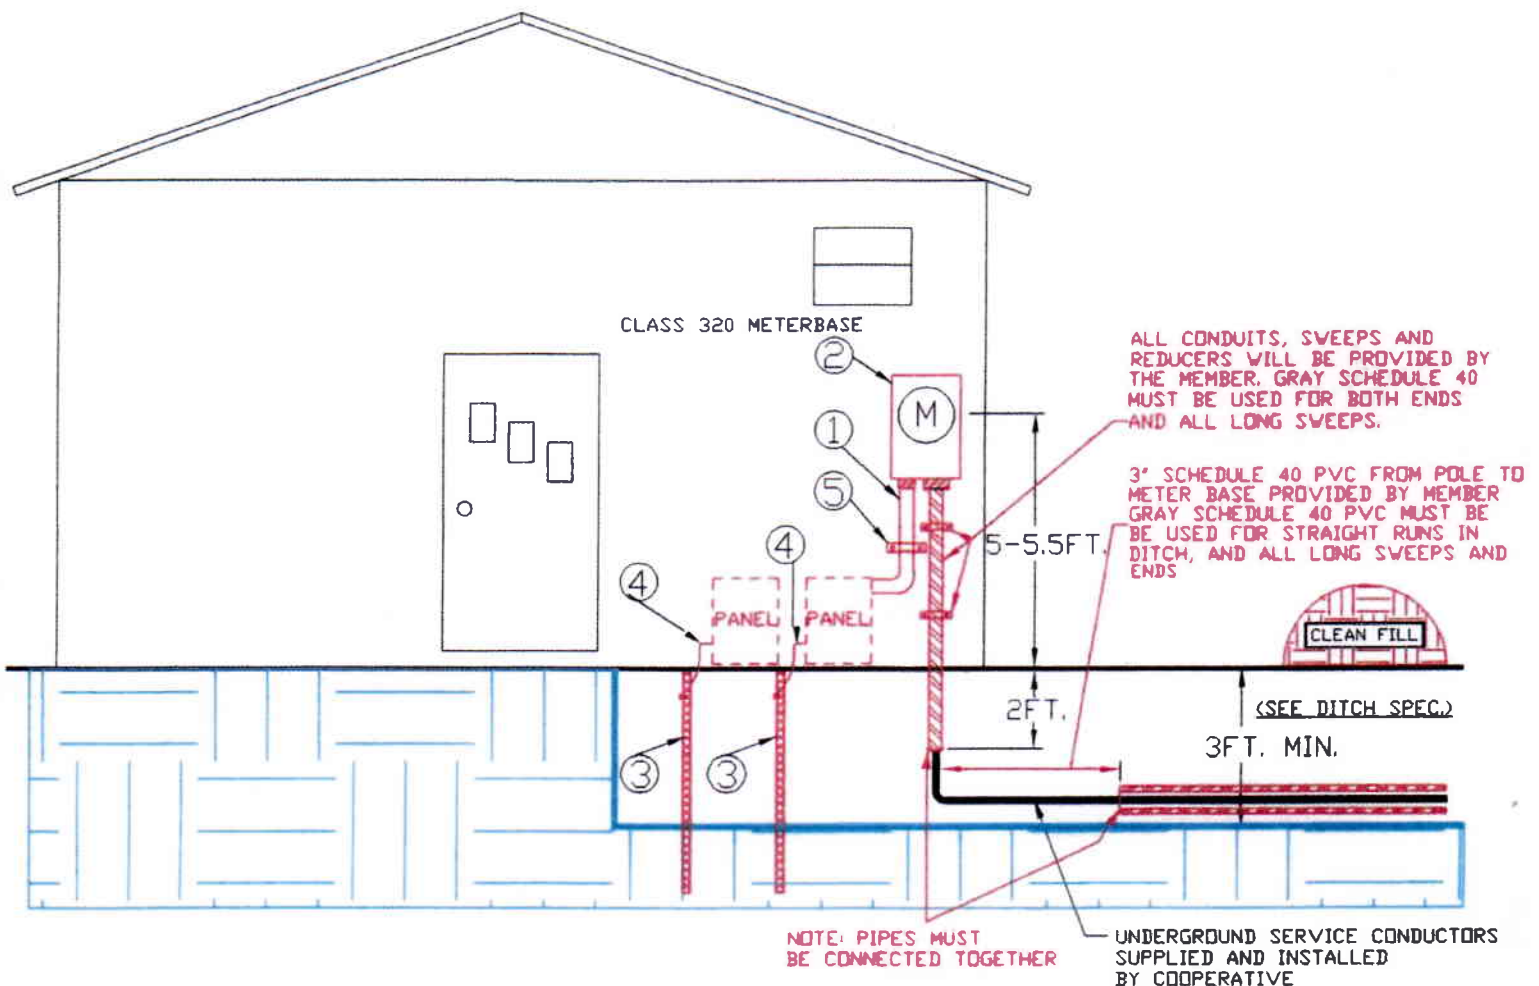 CLASS 320 METERBASE
2
M
1
5
4
4
PANEL
PANEL
3
3
5-5.5FT.
2FT.
3FT. MIN.
ALL CONDUITS, SWEEPS AND
REDUCERS WILL BE PROVIDED BY
THE MEMBER. GRAY SCHEDULE 40
MUST BE USED FOR BOTH ENDS
AND ALL LONG SWEEPS.
3" SCHEDULE 40 PVC FROM POLE TO
METER BASE PROVIDED BY MEMBER
GRAY SCHEDULE 40 PVC MUST BE
BE USED FOR STRAIGHT RUNS IN
DITCH, AND ALL LONG SWEEPS AND
ENDS
CLEAN FILL
(SEE DITCH SPEC.)
NOTE: PIPES MUST
BE CONNECTED TOGETHER
UNDERGROUND SERVICE CONDUCTORS
SUPPLIED AND INSTALLED
BY COOPERATIVE